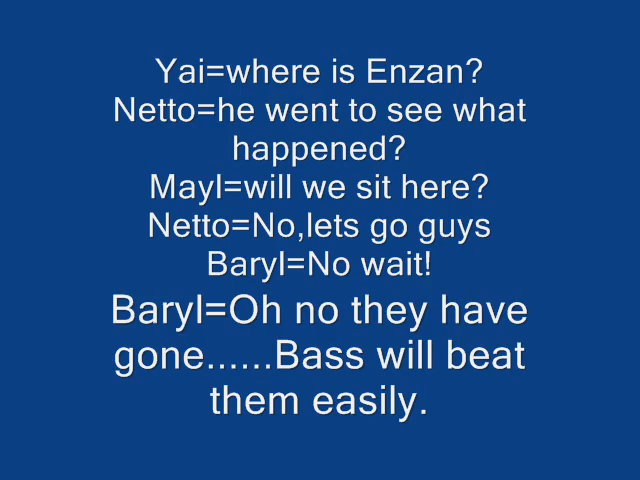 Yai=where is Enzan?
Netto=he went to see what
happened?
Mayl=will we sit here?
Netto=No,lets go guys
Baryl=No wait!
Baryl=Oh no they have
gone......Bass will beat
them easily.